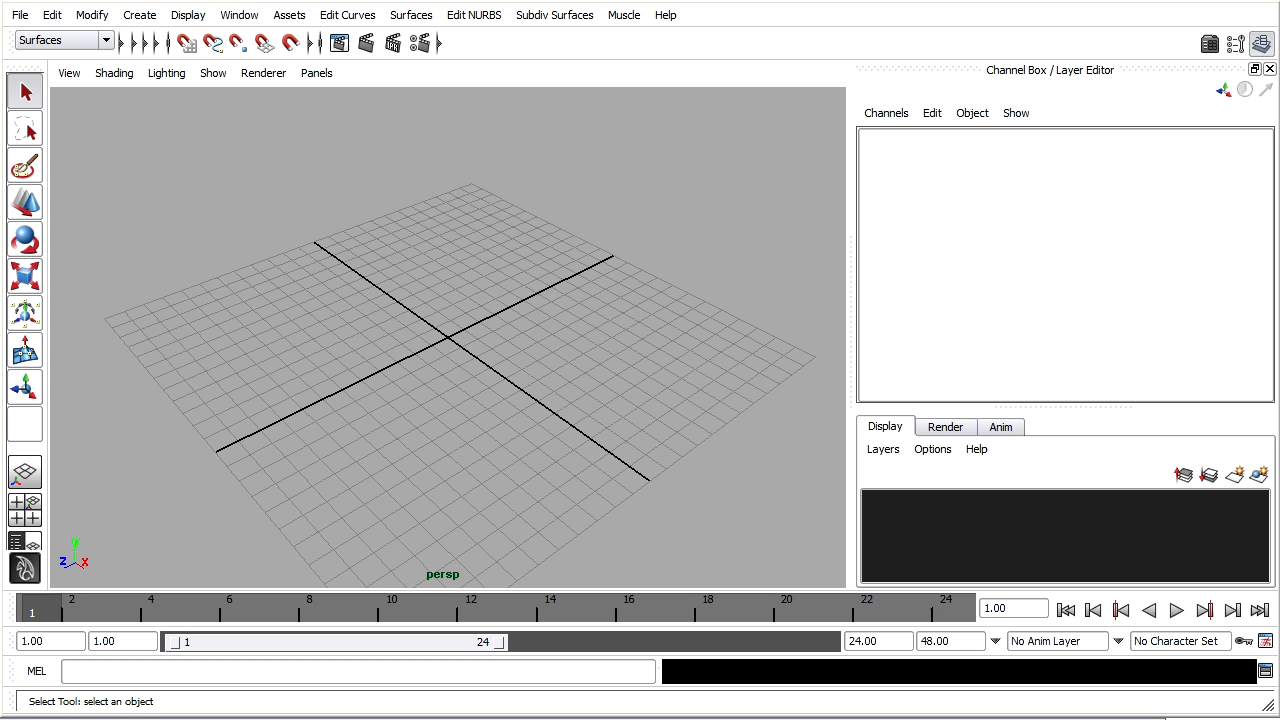 File Edit Modify Create Display Window Assets Edit Curves Surfaces Edit NURBS Subdiv Surfaces Muscle Help
Surfaces
View Shading Lighting Show Renderer Panels
Channel Box / Layer Editor
Channels Edit Object Show
Display Render Anim
Layers Options Help
y
z x
persp
1 2 4 6 8 10 12 14 16 18 20 22 24 1.00
1.00 1.00 1 24 24.00 48.00 No Anim Layer No Character Set
MEL
Select Tool: select an object